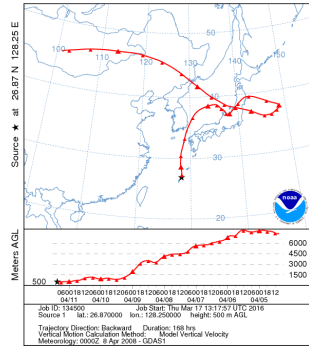 Source ★ at 26.87 N 128.25 E
100
110
120
130
140
150
50
30
20
noaa
Meters AGL
500
6000
4500
3000
1500
06001812060018120600181206001812060018120600181206001812
04/11 04/10 04/09 04/08 04/07 04/06 04/05
Job ID: 134500 Job Start: Thu Mar 17 13:17:57 UTC 2016
Source 1 lat.: 26.870000 lon.: 128.250000 height: 500 m AGL
Trajectory Direction: Backward Duration: 168 hrs
Vertical Motion Calculation Method: Model Vertical Velocity
Meteorology: 0000Z 8 Apr 2008 - GDAS1